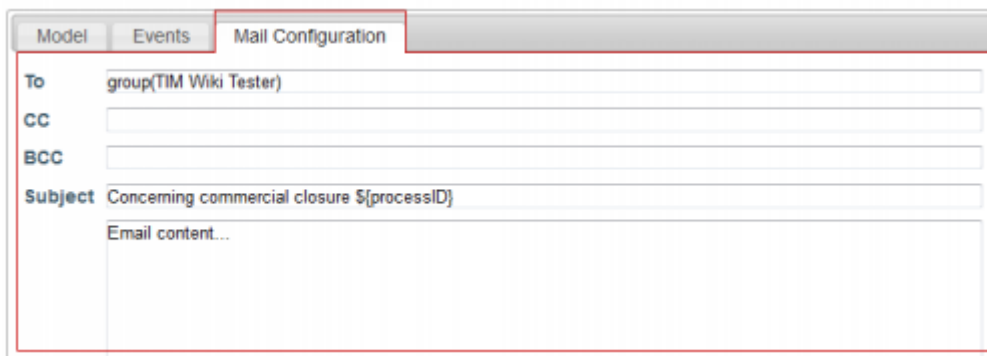 Model Events Mail Configuration
To group(TIM Wiki Tester)
CC
BCC
Subject Concerning commercial closure ${processID}
Email content...